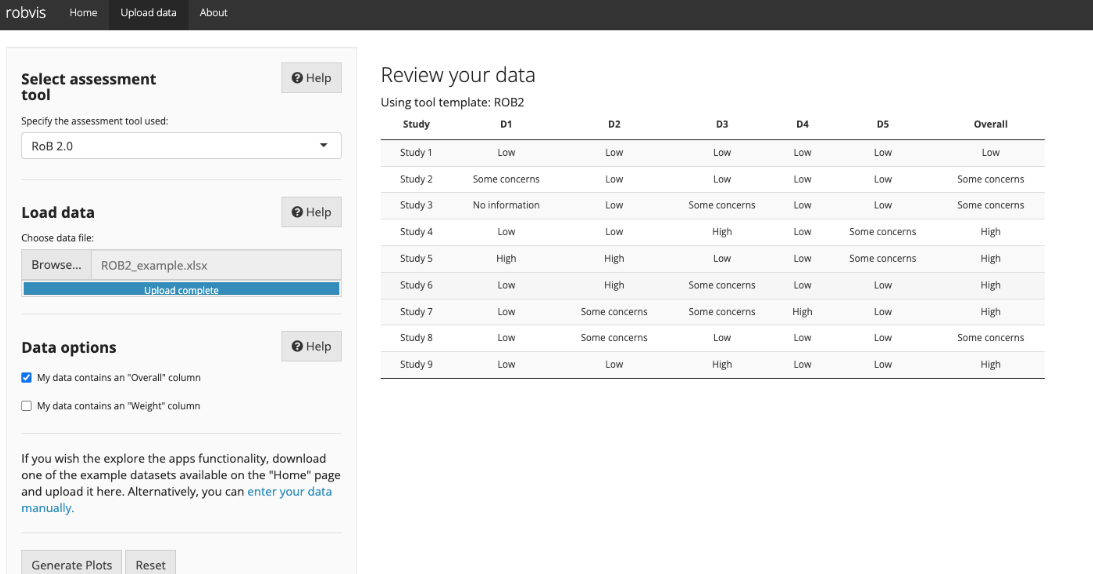 robvis Home Upload data About
Select assessment
tool
Help
Specify the assessment tool used:
RoB 2.0
Load data
Help
Choose data file:
Browse... ROB2_example.xlsx
Upload complete
Data options
Help
My data contains an "Overall" column
My data contains an "Weight" column
If you wish the explore the apps functionality, download
one of the example datasets available on the "Home" page
and upload it here. Alternatively, you can enter your data
manually.
Generate Plots Reset
Review your data
Using tool template: ROB2
Study D1 D2 D3 D4 D5 Overall
Study 1 Low Low Low Low Low Low
Study 2 Some concerns Low Low Low Low Some concerns
Study 3 No information Low Some concerns Low Low Some concerns
Study 4 Low Low High Low Some concerns High
Study 5 High High Low Low Some concerns High
Study 6 Low High Some concerns Low Low High
Study 7 Low Some concerns Some concerns High Low High
Study 8 Low Some concerns Low Low Low Some concerns
Study 9 Low Low High Low Low High